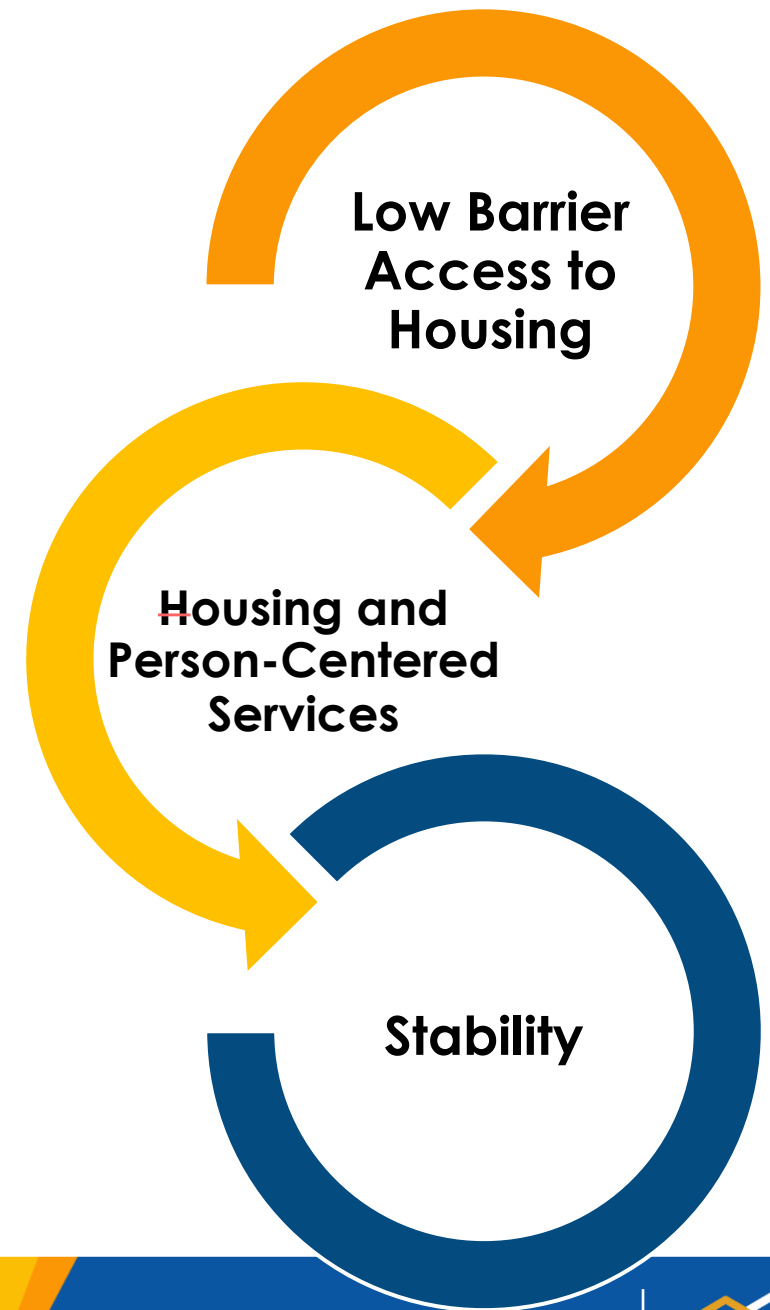 Low Barrier
Access to
Housing
Housing and
Person-Centered
Services
Stability